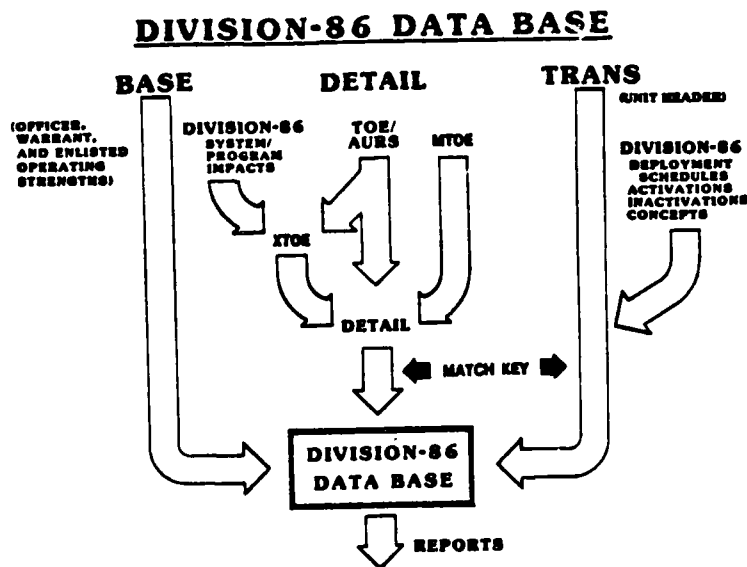 DIVISION-86 DATA BASE
BASE
DETAIL
TRANS
(OFFICER,
WARRANT,
AND ENLISTED
OPERATING
STRENGTHS)
DIVISION-86
SYSTEM/
PROGRAM
IMPACTS
TOE/
AURS
MTOE
(UNIT HEADER)
DIVISION-86
DEPLOYMENT
SCHEDULES
ACTIVATIONS
INACTIVATIONS
CONCEPTS
XTOE
DETAIL
MATCH KEY
DIVISION-86
DATA BASE
REPORTS